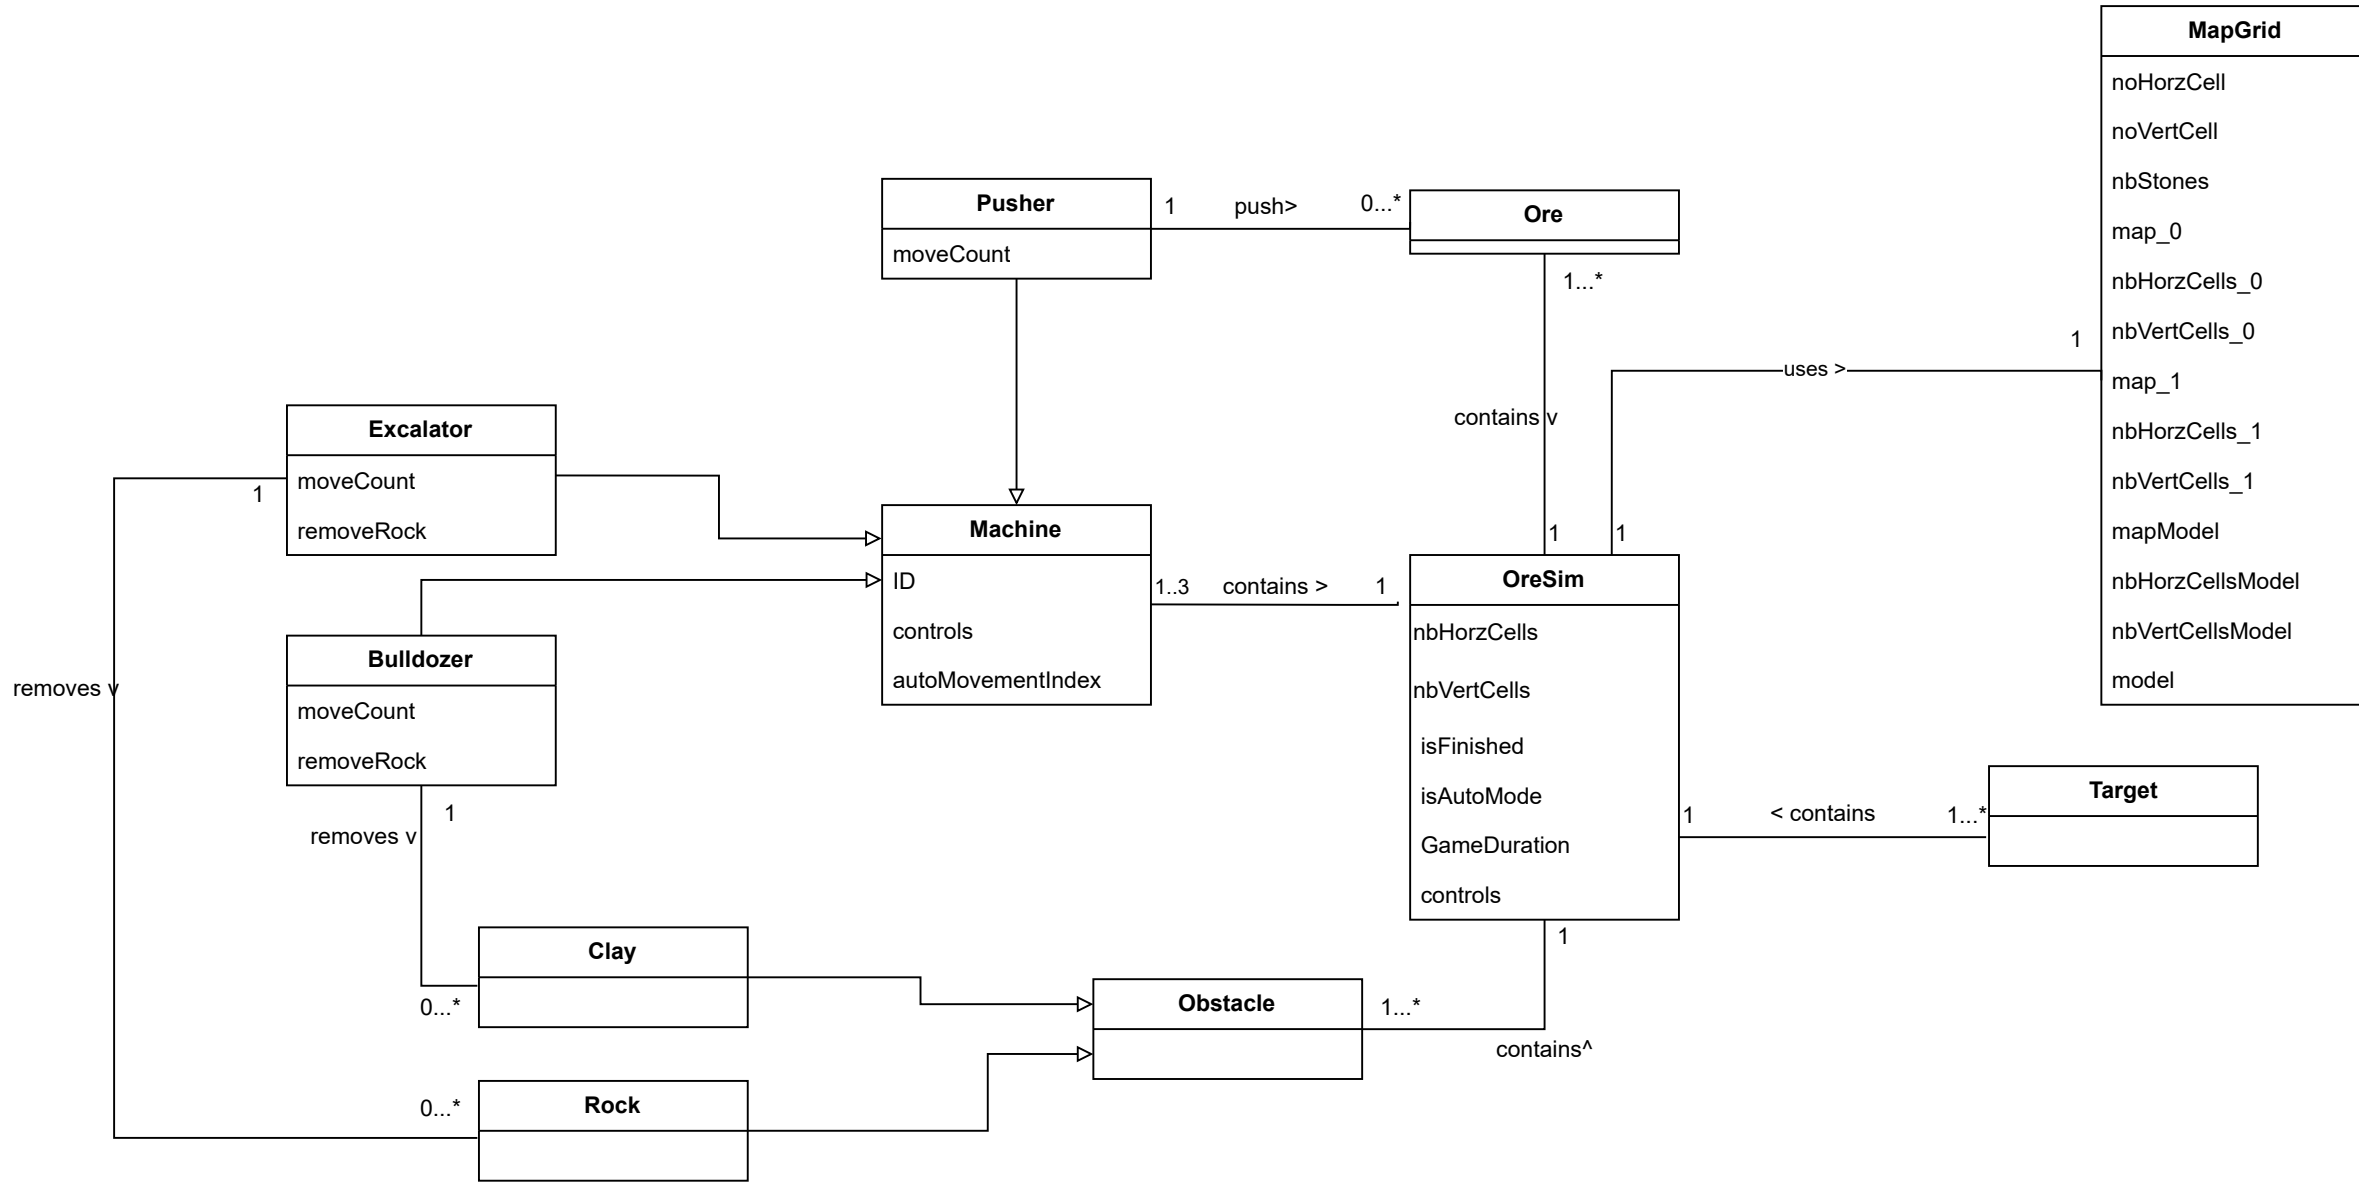 MapGrid
noHorzCell
noVertCell
nbStones
map_0
nbHorzCells_0
nbVertCells_0
map_1
nbHorzCells_1
nbVertCells_1
mapModel
nbHorzCellsModel
nbVertCellsModel
model
Pusher
moveCount
1 push> 0...*
Ore
1...*
contains v
1
1
uses >
1
Excalator
moveCount
removeRock
1
removes v
Machine
ID
controls
autoMovementIndex
1..3 contains > 1
OreSim
nbHorzCells
nbVertCells
isFinished
isAutoMode
GameDuration
controls
Bulldozer
moveCount
removeRock
1
removes v
0...*
1 < contains 1...*
Target
Clay
Obstacle
1...*
1
contains^
0...*
Rock